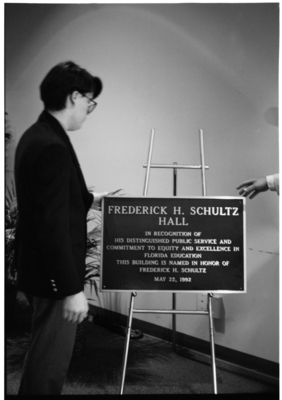 FREDERICK H. SCHULTZ
HALL
IN RECOGNITION OF
HIS DISTINGUISHED PUBLIC SERVICE AND
COMMITMENT TO EQUITY AND EXCELLENCE IN
FLORIDA EDUCATION
THIS BUILDING IS NAMED IN HONOR OF
FREDERICK H. SCHULTZ
MAY 22, 1992